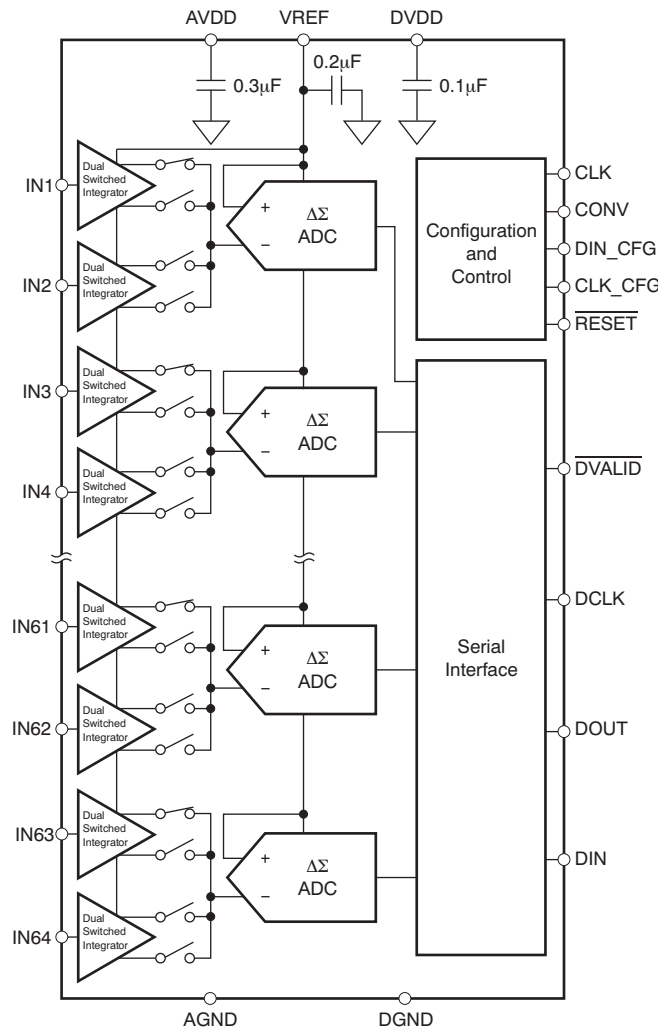 AVDD VREF DVDD
0.3µF
0.2µF
0.1µF
IN1
Dual
Switched
Integrator
IN2
Dual
Switched
Integrator
+
−
ΔΣ
ADC
Configuration
and
Control
CLK
CONV
DIN_CFG
CLK_CFG
RESET
IN3
Dual
Switched
Integrator
IN4
Dual
Switched
Integrator
+
−
ΔΣ
ADC
IN61
Dual
Switched
Integrator
IN62
Dual
Switched
Integrator
+
−
ΔΣ
ADC
IN63
Dual
Switched
Integrator
IN64
Dual
Switched
Integrator
+
−
ΔΣ
ADC
Serial
Interface
DVALID
DCLK
DOUT
DIN
AGND DGND